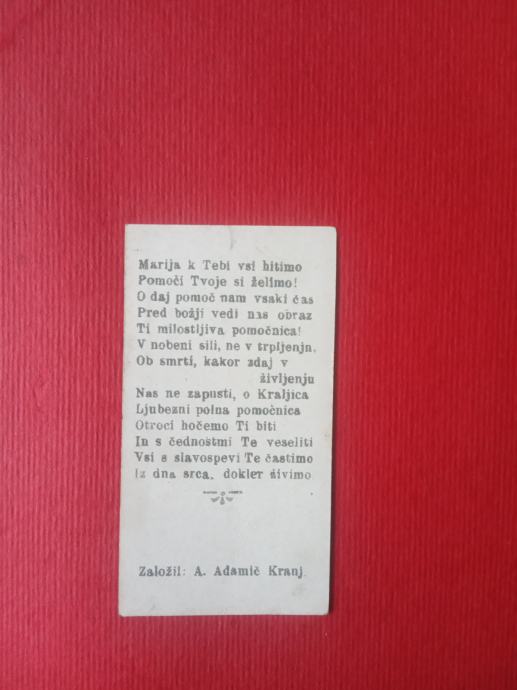 Marija k Tebi vsi hitimo
Pomoči Tvoje si želimo!
O daj pomoč nam vsaki čas
Pred božji vedi nas obraz
Ti milostljiva pomočnica!
V nobeni sili, ne v trpljenjn,
Ob smrti, kakor zdaj v
življenju
Nas ne zapusti, o Kraljica
Ljubezni polna pomočnica
Otroci hočemo Ti biti
In s čednostmi Te veseliti
Vsi s slavospevi Te častimo
Iz dna srca, dokler živimo
Založil: A. Adamič Kranj.